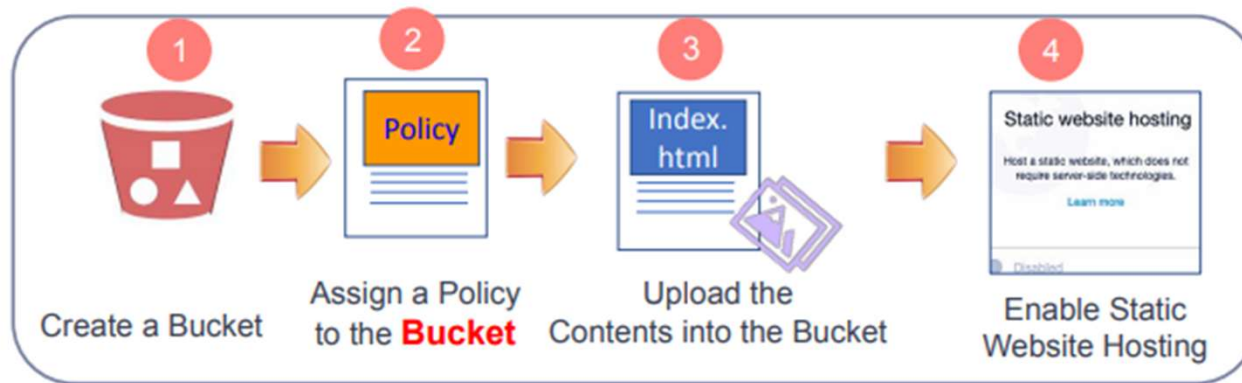 1
2
3
4
Policy
Index.
html
Static website hosting
Host a static website, which does not
require server-side technologies.
Learn more
Disabled
Create a Bucket
Assign a Policy
to the Bucket
Upload the
Contents into the Bucket
Enable Static
Website Hosting